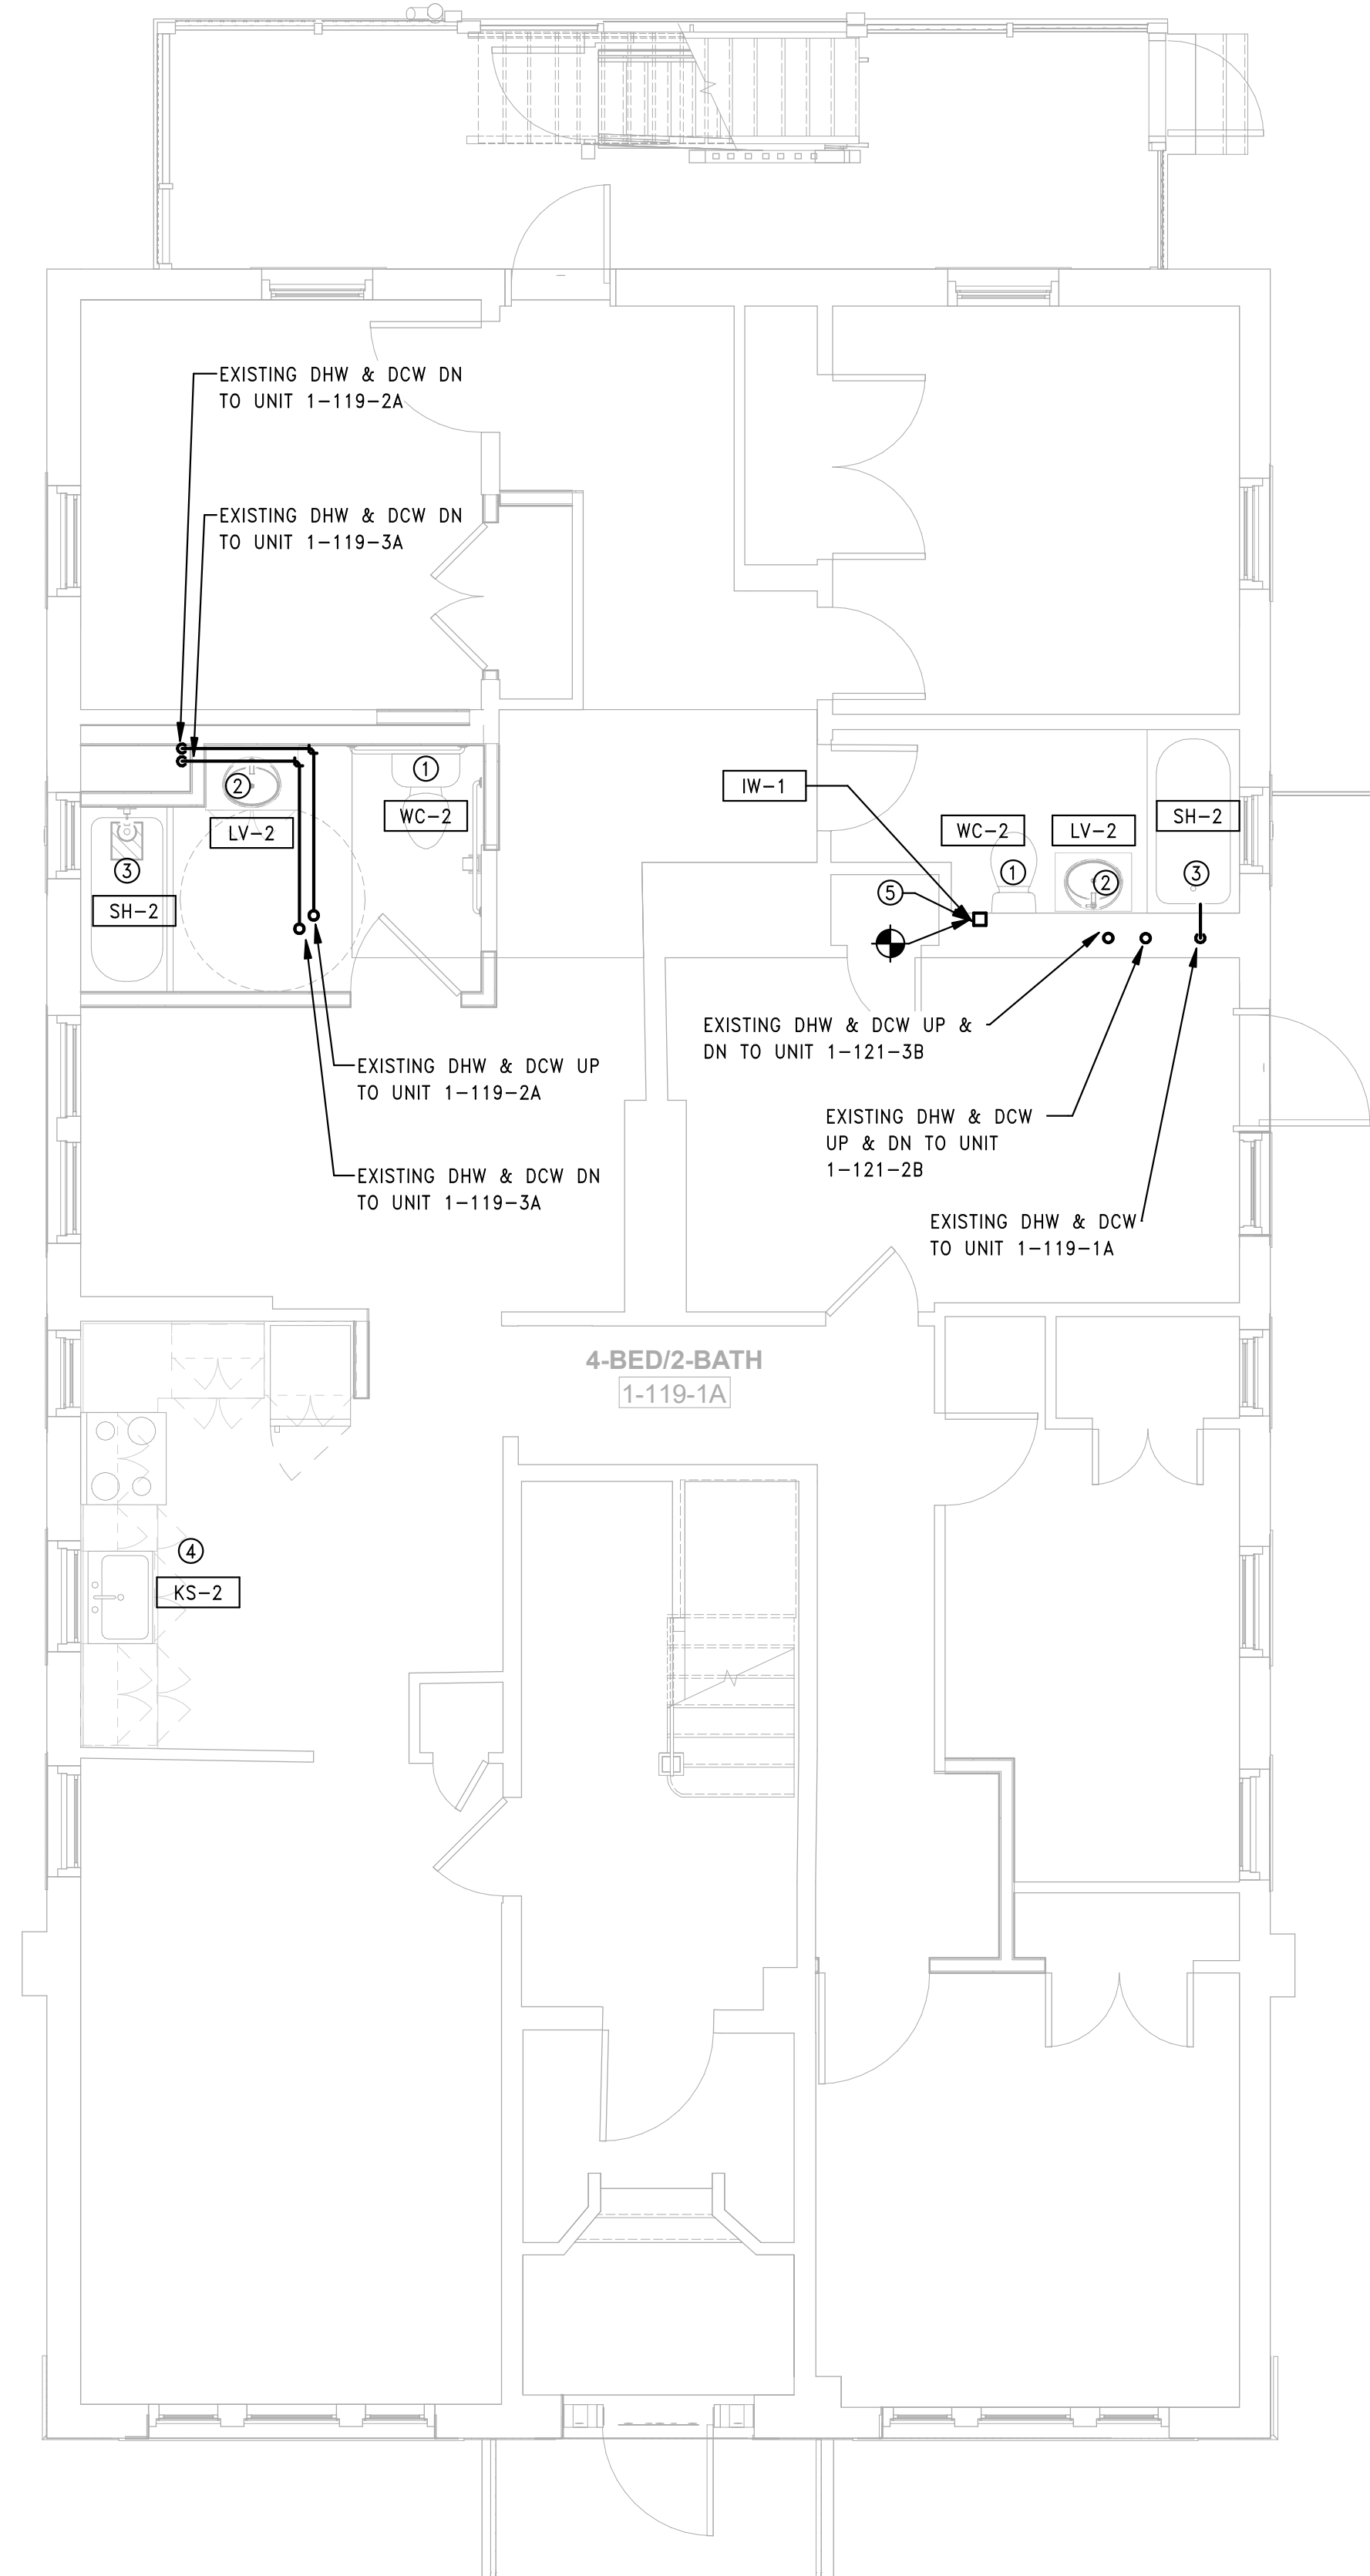 EXISTING DHW & DCW DN
TO UNIT 1-119-2A
EXISTING DHW & DCW DN
TO UNIT 1-119-3A
1
2
WC-2
LV-2
3
SH-2
IW-1
WC-2
LV-2
SH-2
1
2
3
5
EXISTING DHW & DCW UP &
DN TO UNIT 1-121-3B
EXISTING DHW & DCW UP
TO UNIT 1-119-2A
EXISTING DHW & DCW
UP & DN TO UNIT
1-121-2B
EXISTING DHW & DCW DN
TO UNIT 1-119-3A
EXISTING DHW & DCW
TO UNIT 1-119-1A
4-BED/2-BATH
1-119-1A
4
KS-2